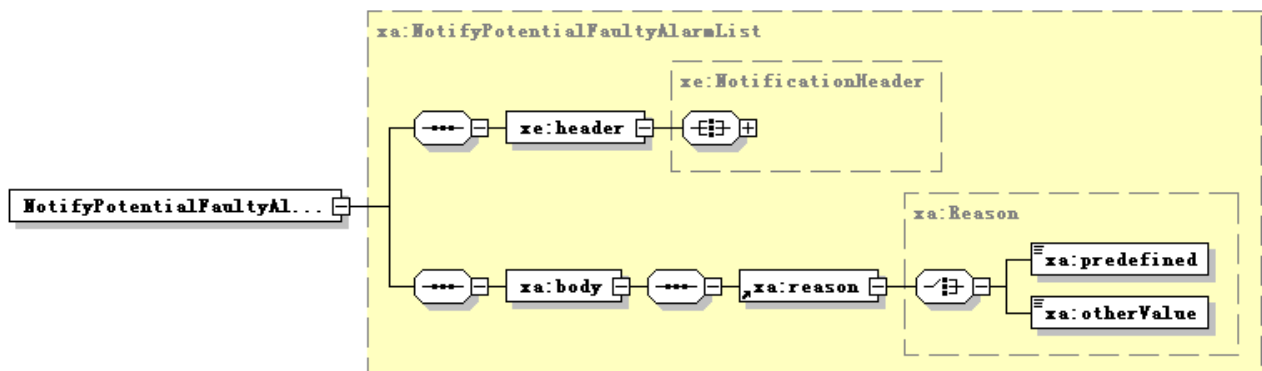 xa:NotifyPotentialFaultyAlarmList
xe:NotificationHeader
xe:header
NotifyPotentialFaultyAl...
xa:Reason
xa:predefined
xa:body
xa:reason
xa:otherValue